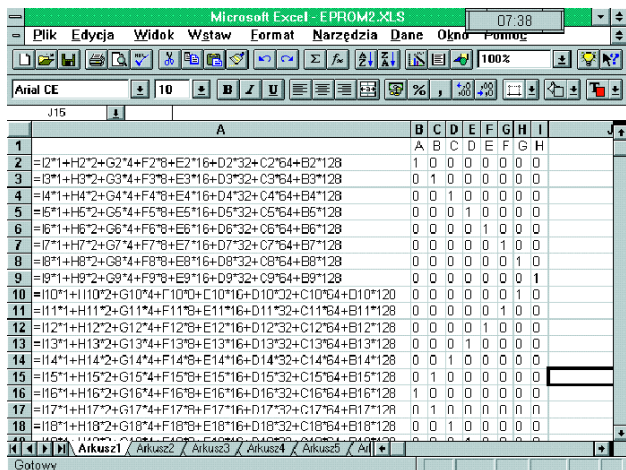 Microsoft Excel - EPROM2.XLS
07:38
Plik Edycja Widok Wstaw Format Narzędzia Dane Okno Pomoc
100%
Arial CE 10 B I U % ,
J15
A B C D E F G H I J
1 A B C D E F G H
2 =I2*1+H2*2+G2*4+F2*8+E2*16+D2*32+C2*64+B2*128 1 0 0 0 0 0 0 0
3 =I3*1+H3*2+G3*4+F3*8+E3*16+D3*32+C3*64+B3*128 0 1 0 0 0 0 0 0
4 =I4*1+H4*2+G4*4+F4*8+E4*16+D4*32+C4*64+B4*128 0 0 1 0 0 0 0 0
5 =I5*1+H5*2+G5*4+F5*8+E5*16+D5*32+C5*64+B5*128 0 0 0 1 0 0 0 0
6 =I6*1+H6*2+G6*4+F6*8+E6*16+D6*32+C6*64+B6*128 0 0 0 0 1 0 0 0
7 =I7*1+H7*2+G7*4+F7*8+E7*16+D7*32+C7*64+B7*128 0 0 0 0 0 1 0 0
8 =I8*1+H8*2+G8*4+F8*8+E8*16+D8*32+C8*64+B8*128 0 0 0 0 0 0 1 0
9 =I9*1+H9*2+G9*4+F9*8+E9*16+D9*32+C9*64+B9*128 0 0 0 0 0 0 0 1
10 =I10*1+H10*2+G10*4+F10*8+E10*16+D10*32+C10*64+B10*128 0 0 0 0 0 0 1 0
11 =I11*1+H11*2+G11*4+F11*8+E11*16+D11*32+C11*64+B11*128 0 0 0 0 0 1 0 0
12 =I12*1+H12*2+G12*4+F12*8+E12*16+D12*32+C12*64+B12*128 0 0 0 0 1 0 0 0
13 =I13*1+H13*2+G13*4+F13*8+E13*16+D13*32+C13*64+B13*128 0 0 0 1 0 0 0 0
14 =I14*1+H14*2+G14*4+F14*8+E14*16+D14*32+C14*64+B14*128 0 0 1 0 0 0 0 0
15 =I15*1+H15*2+G15*4+F15*8+E15*16+D15*32+C15*64+B15*128 0 1 0 0 0 0 0 0
16 =I16*1+H16*2+G16*4+F16*8+E16*16+D16*32+C16*64+B16*128 1 0 0 0 0 0 0 0
17 =I17*1+H17*2+G17*4+F17*8+E17*16+D17*32+C17*64+B17*128 0 1 0 0 0 0 0 0
18 =I18*1+H18*2+G18*4+F18*8+E18*16+D18*32+C18*64+B18*128 0 0 1 0 0 0 0 0
Arkusz1 Arkusz2 Arkusz3 Arkusz4 Arkusz5
Gotowy